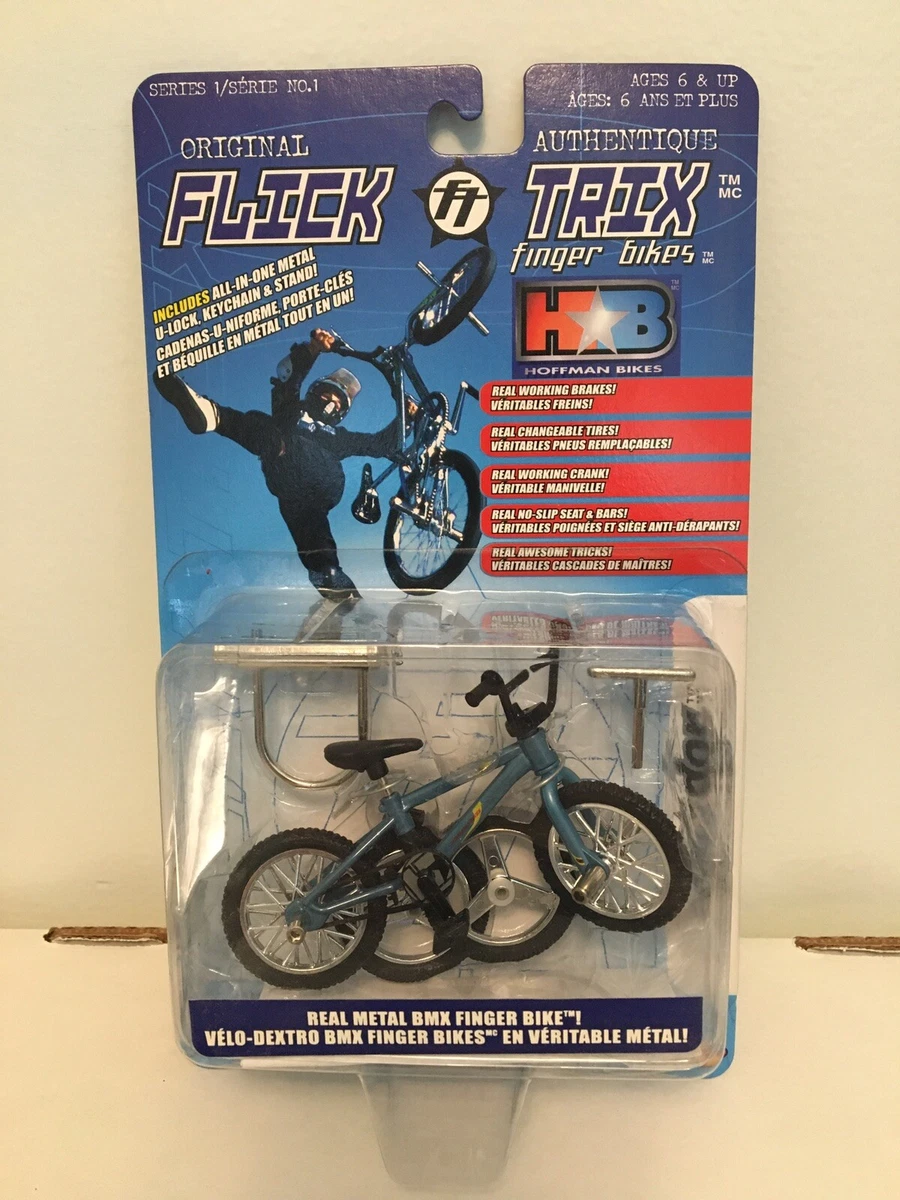 SERIES 1/SÉRIE NO.1
AGES 6 & UP
ÂGES: 6 ANS ET PLUS
ORIGINAL
AUTHENTIQUE
FLICK
ft
TRIX
TM
MC
finger bikes
TM
MC
INCLUDES ALL-IN-ONE METAL
U-LOCK, KEYCHAIN & STAND!
CADENAS-U-NIFORME, PORTE-CLÉS
ET BÉQUILLE EN MÉTAL TOUT EN UN!
H B
TM
MC
HOFFMAN BIKES
REAL WORKING BRAKES!
VÉRITABLES FREINS!
REAL CHANGEABLE TIRES!
VÉRITABLES PNEUS REMPLAÇABLES!
REAL WORKING CRANK!
VÉRITABLE MANIVELLE!
REAL NO-SLIP SEAT & BARS!
VÉRITABLES POIGNÉES ET SIÈGE ANTI-DÉRAPANTS!
REAL AWESOME TRICKS!
VÉRITABLES CASCADES DE MAÎTRES!
REAL METAL BMX FINGER BIKE™!
VÉLO-DEXTRO BMX FINGER BIKESMC EN VÉRITABLE MÉTAL!